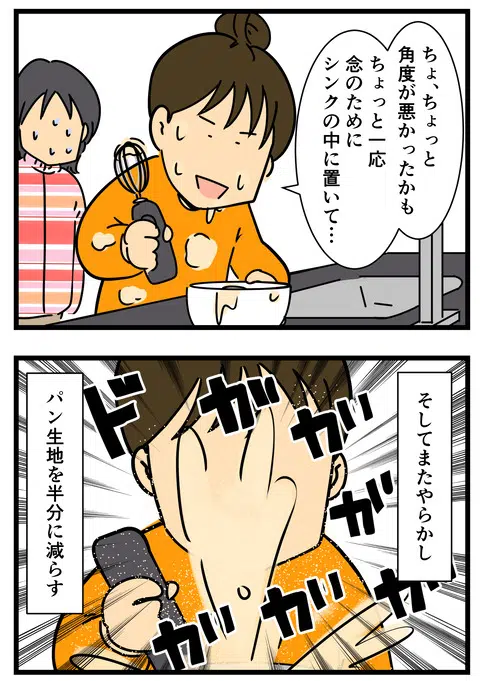 ちょ、ちょっと
角度が悪かったかも
ちょっと一応
念のために
シンクの中に置いて…
そしてまたやらかし
ドガガガガガガ
パン生地を半分に減らす